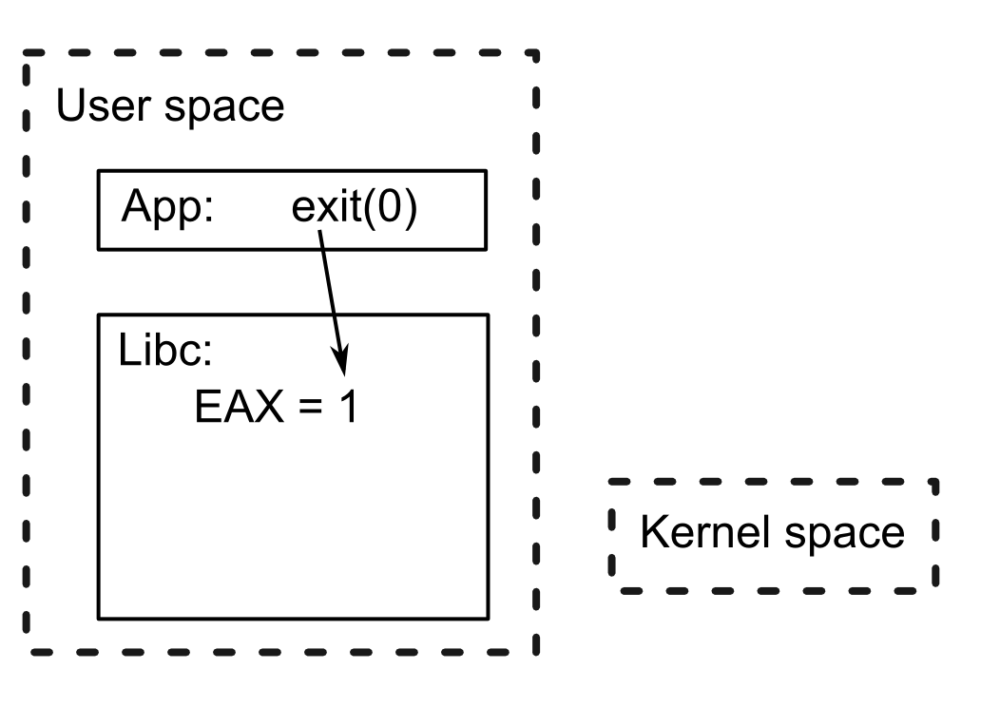 User space
App: exit(0)
Libc:
EAX = 1
Kernel space